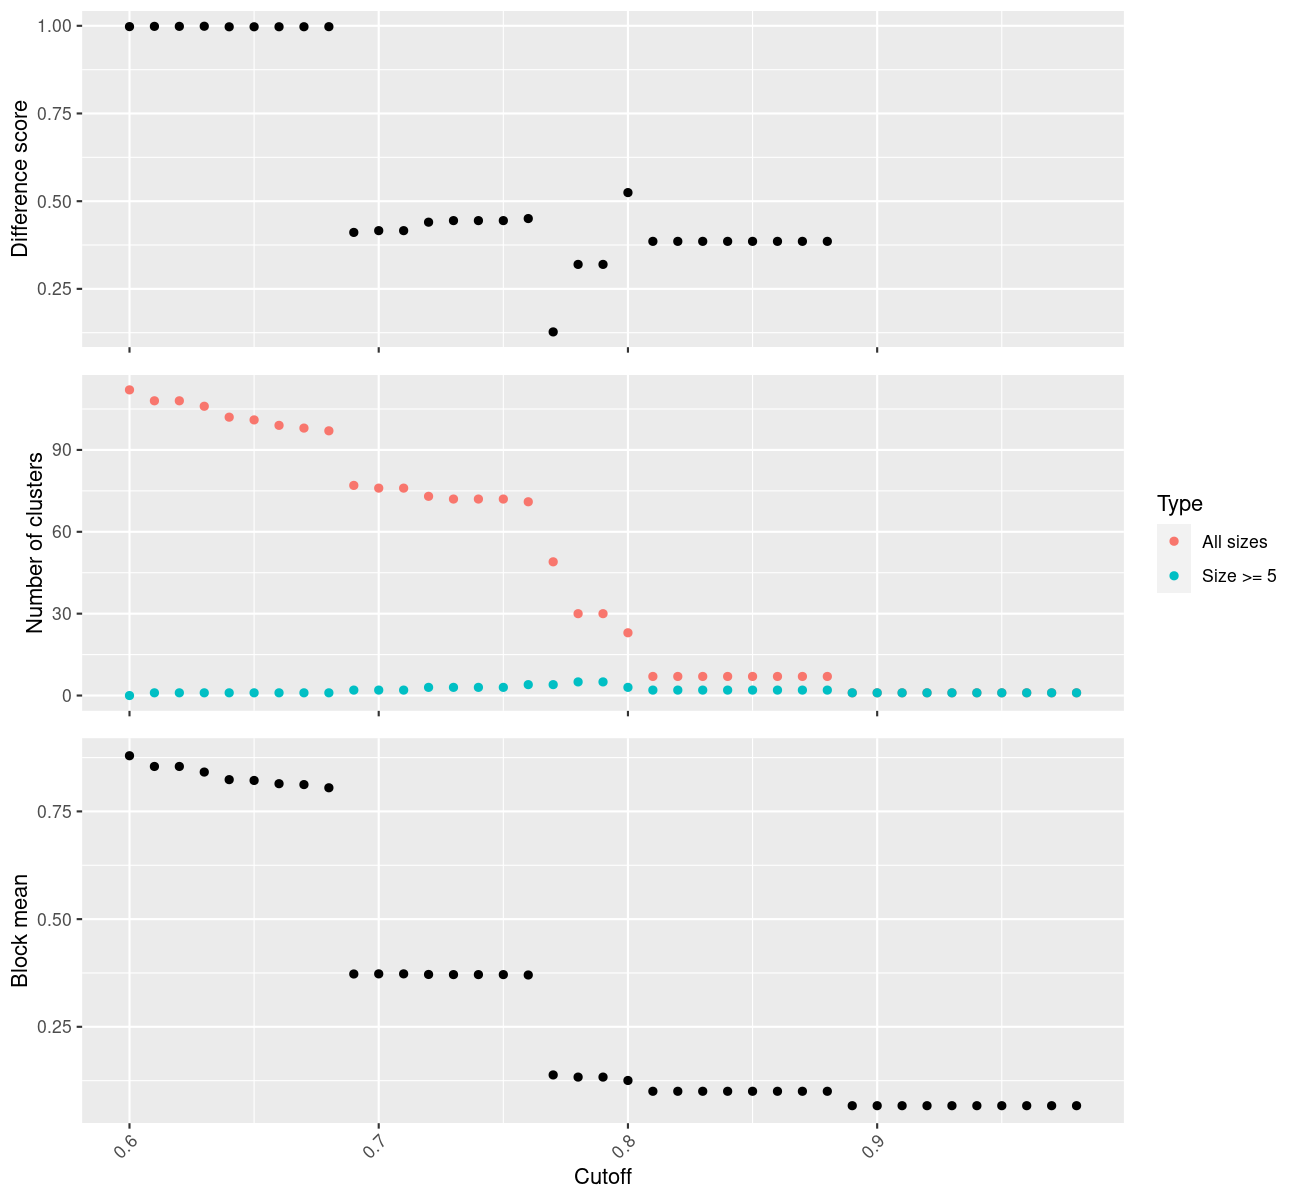 1.00
0.75
0.50
0.25
Difference score
90
60
30
0
Number of clusters
Type
All sizes
Size >= 5
0.75
0.50
0.25
Block mean
0.6
0.7
0.8
0.9
Cutoff